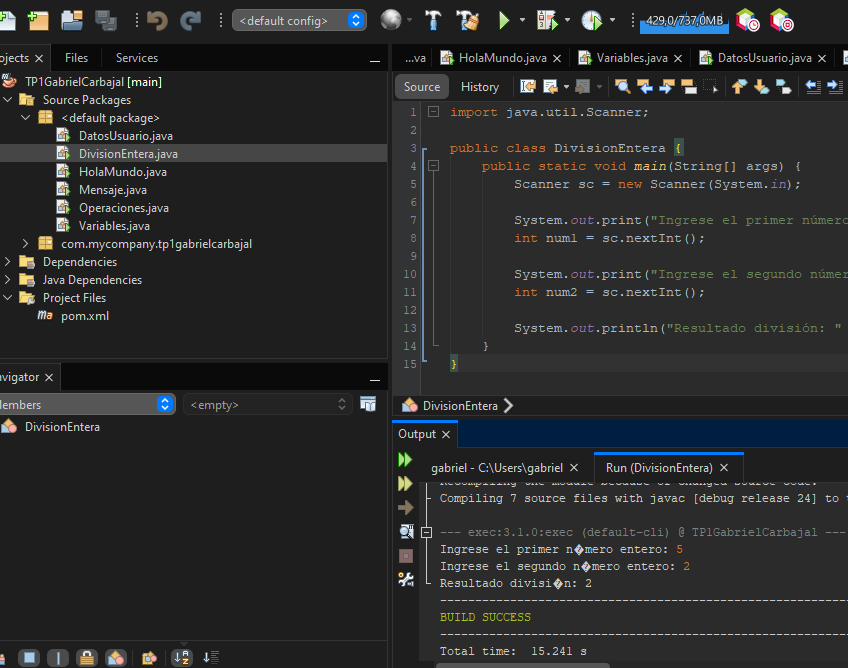 <default config>
429,0/737,0MB
Projects
Files
Services
TP1GabrielCarbajal [main]
Source Packages
<default package>
DatosUsuario.java
DivisionEntera.java
HolaMundo.java
Mensaje.java
Operaciones.java
Variables.java
com.mycompany.tp1gabrielcarbajal
Dependencies
Java Dependencies
Project Files
pom.xml
Navigator
Members
<empty>
DivisionEntera
...va
HolaMundo.java
Variables.java
DatosUsuario.java
Source
History
1 import java.util.Scanner;
2
3 public class DivisionEntera {
4 public static void main(String[] args) {
5 Scanner sc = new Scanner(System.in);
6
7 System.out.print("Ingrese el primer número
8 int num1 = sc.nextInt();
9
10 System.out.print("Ingrese el segundo númer
11 int num2 = sc.nextInt();
12
13 System.out.println("Resultado división: "
14 }
15 }
DivisionEntera
Output
gabriel - C:\Users\gabriel
Run (DivisionEntera)
Recompiling the module because of changed source code.
Compiling 7 source files with javac [debug release 24] to t
--- exec:3.1.0:exec (default-cli) @ TP1GabrielCarbajal ---
Ingrese el primer n�mero entero: 5
Ingrese el segundo n�mero entero: 2
Resultado divisi�n: 2
------------------------------------------------------------------------
BUILD SUCCESS
------------------------------------------------------------------------
Total time:  15.241 s